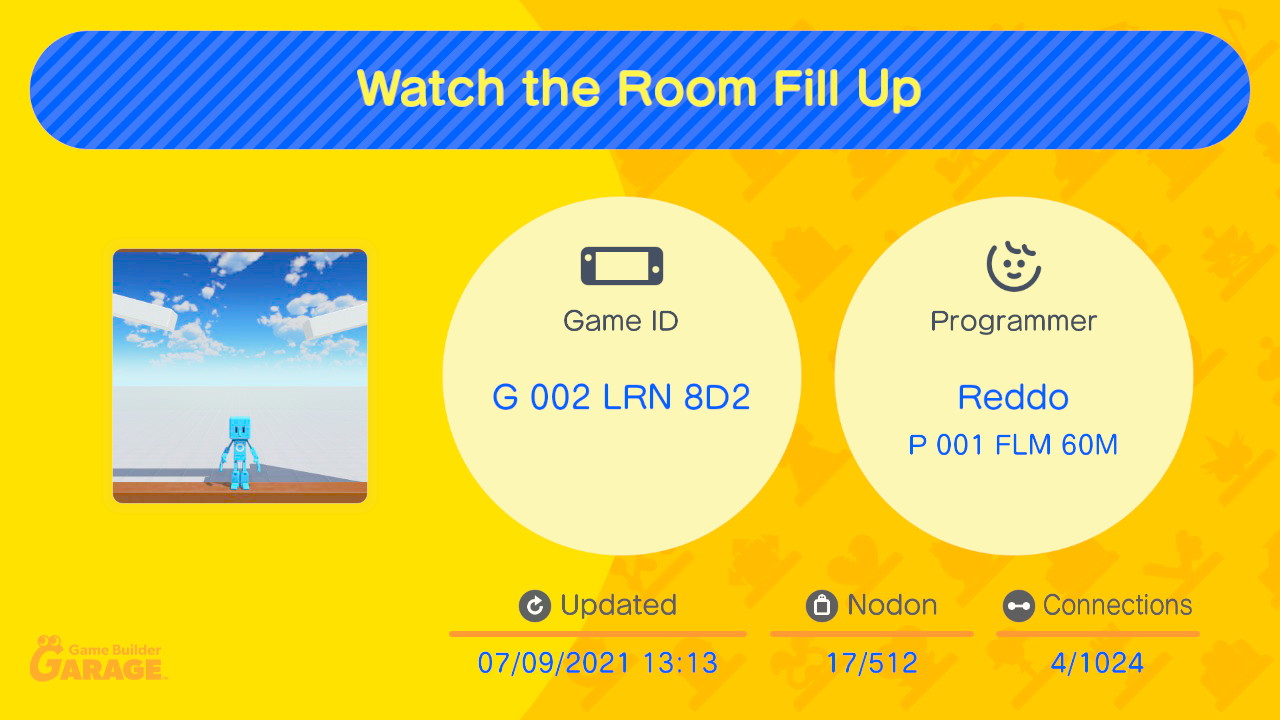 Watch the Room Fill Up
Game ID
G 002 LRN 8D2
Programmer
Reddo
P 001 FLM 60M
Updated
07/09/2021 13:13
Nodon
17/512
Connections
4/1024
Game Builder
GARAGE™